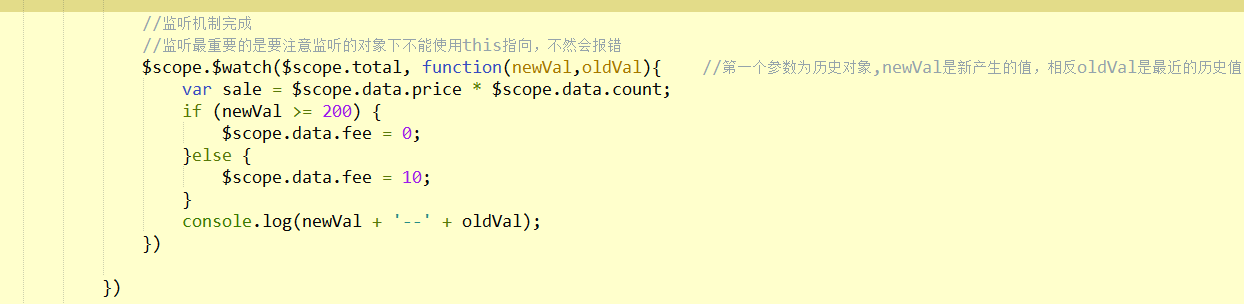 //监听机制完成
//监听最重要的是要注意监听的对象下不能使用this指向，不然会报错
$scope.$watch($scope.total, function(newVal,oldVal){    //第一个参数为历史对象,newVal是新产生的值，相反oldVal是最近的历史值
    var sale = $scope.data.price * $scope.data.count;
    if (newVal >= 200) {
        $scope.data.fee = 0;
    }else {
        $scope.data.fee = 10;
    }
    console.log(newVal + '--' + oldVal);
})
})